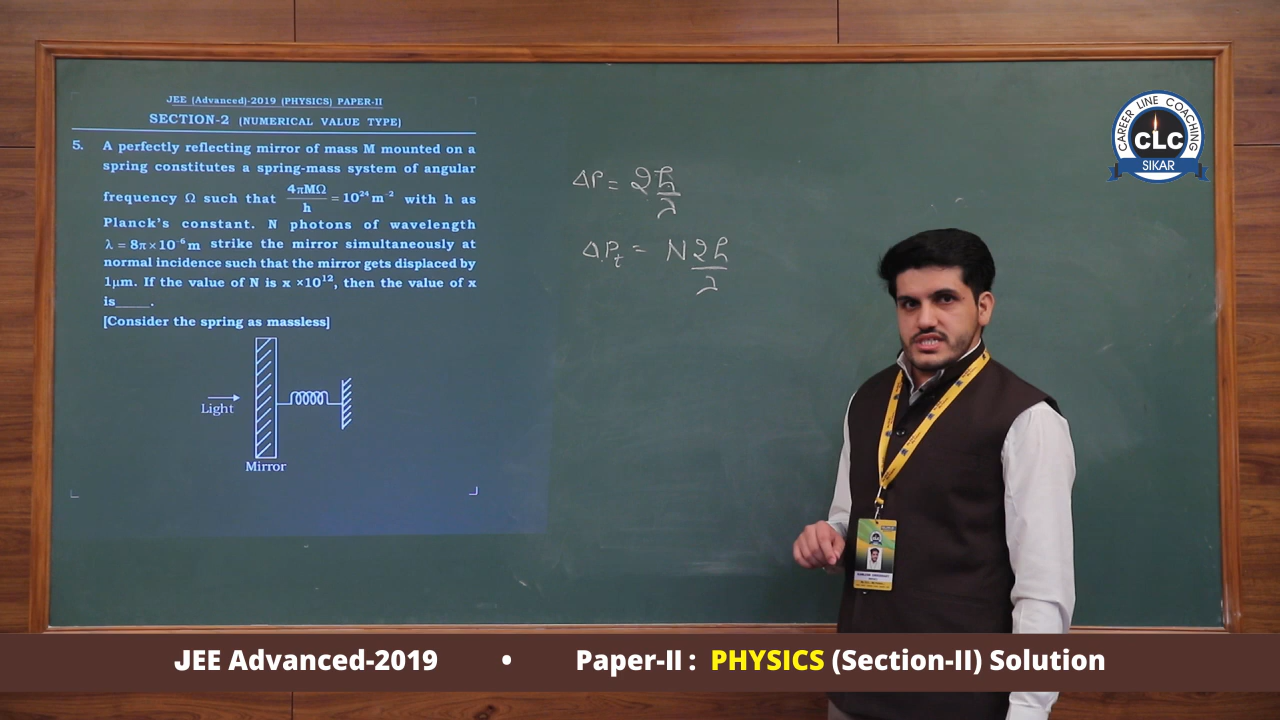 JEE (Advanced)-2019 (PHYSICS) PAPER-II
SECTION-2 (NUMERICAL VALUE TYPE)
5. A perfectly reflecting mirror of mass M mounted on a
spring constitutes a spring-mass system of angular
frequency Ω such that 4πMΩ/h = 10²⁴ m⁻² with h as
Planck's constant. N photons of wavelength
λ = 8π×10⁻⁶m strike the mirror simultaneously at
normal incidence such that the mirror gets displaced by
1μm. If the value of N is x ×10¹², then the value of x
is_____.
[Consider the spring as massless]
Light
Mirror
ΔP = 2h/λ
ΔPt = N2h/λ
CAREER LINE COACHING
CLC
SIKAR
JEE Advanced-2019 • Paper-II : PHYSICS (Section-II) Solution